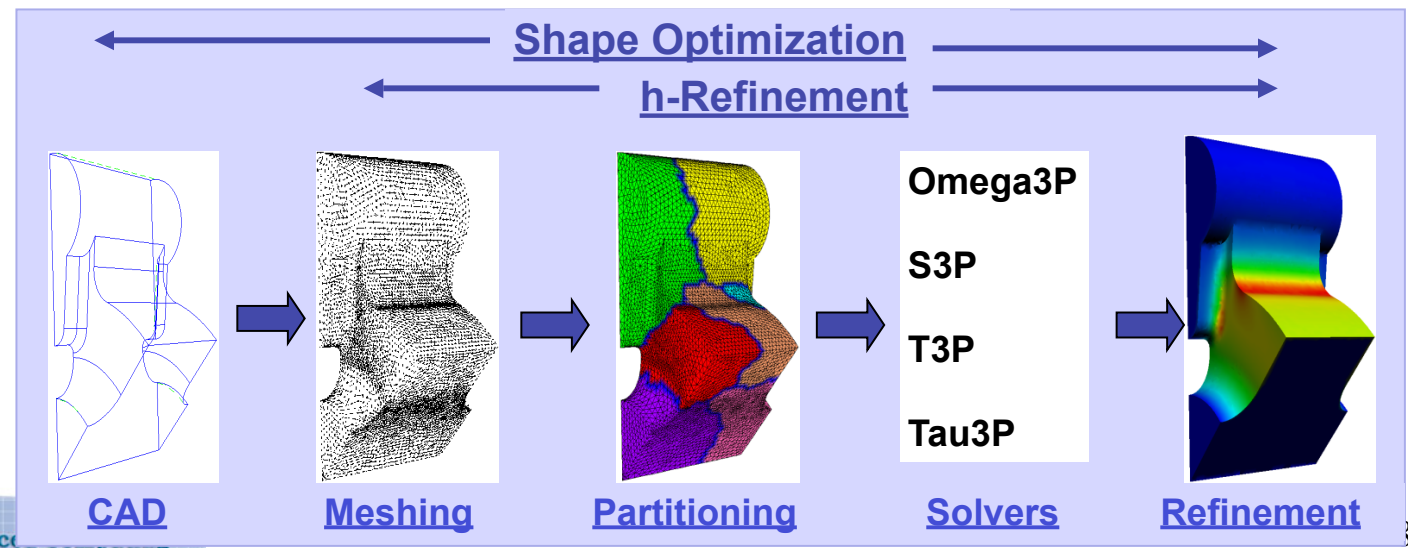 Shape Optimization
h-Refinement
Omega3P
S3P
T3P
Tau3P
CAD
Meshing
Partitioning
Solvers
Refinement